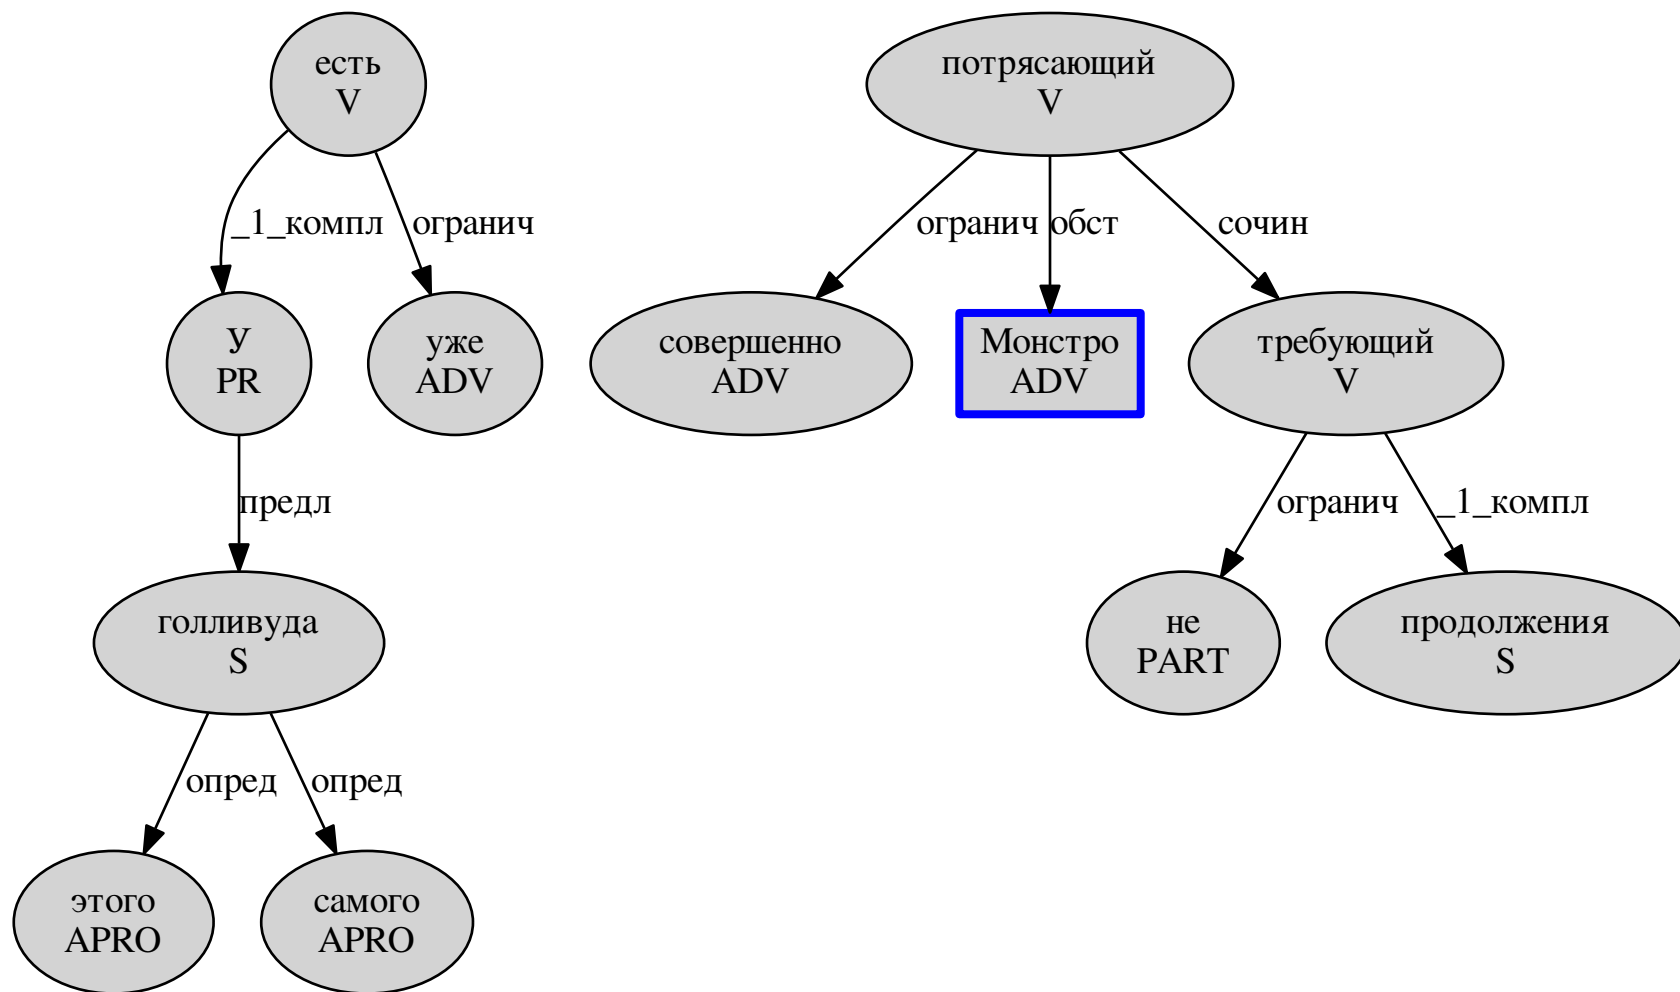 есть
V
потрясающий
V
_1_компл
огранич
огранич
обст
сочин
У
PR
уже
ADV
совершенно
ADV
Монстро
ADV
требующий
V
предл
огранич
_1_компл
голливуда
S
не
PART
продолжения
S
опред
опред
этого
APRO
самого
APRO